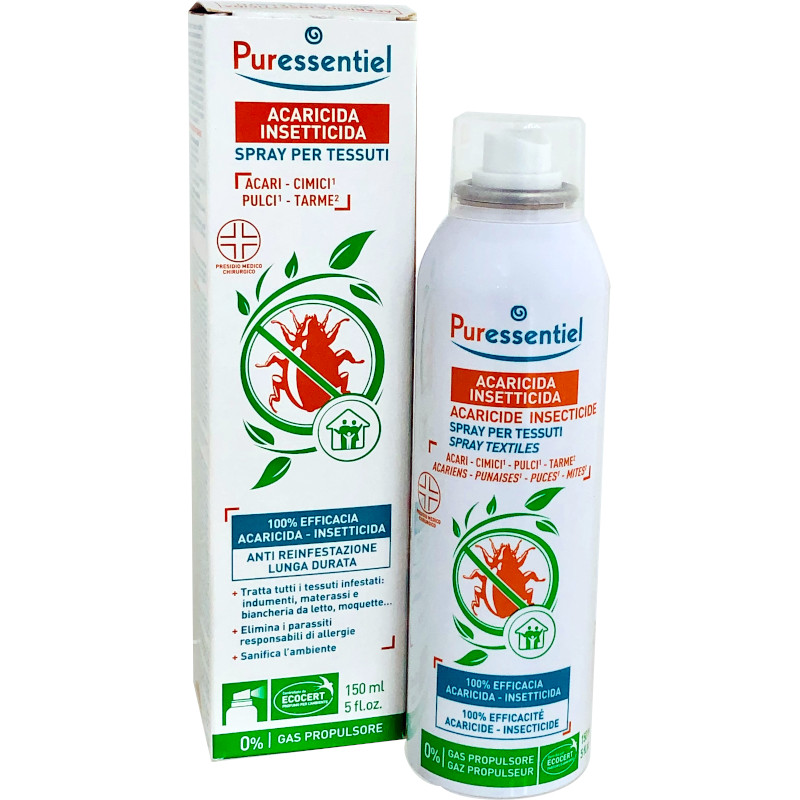 Puressentiel
ACARICIDA
INSETTICIDA
SPRAY PER TESSUTI
ACARI - CIMICI¹
PULCI¹ - TARME²
PRESIDIO MEDICO
CHIRURGICO
100% EFFICACIA
ACARICIDA - INSETTICIDA
ANTI REINFESTAZIONE
LUNGA DURATA
+ Tratta tutti i tessuti infestati:
indumenti, materassi e
biancheria da letto, moquette...
+ Elimina i parassiti
responsabili di allergie
+ Sanifica l'ambiente
ECOCERT
150 ml
5 fl.oz.
0% GAS PROPULSORE
Puressentiel
ACARICIDA
INSETTICIDA
ACARICIDE INSECTICIDE
SPRAY PER TESSUTI
SPRAY TEXTILES
ACARI - CIMICI¹ - PULCI¹ - TARME²
ACARIENS - PUNAISES¹ - PUCES¹ - MITES²
PRESIDIO MEDICO
CHIRURGICO
100% EFFICACIA
ACARICIDA - INSETTICIDA
100% EFFICACITÉ
ACARICIDE - INSECTICIDE
0% GAS PROPULSORE
GAZ PROPULSEUR
ECOCERT